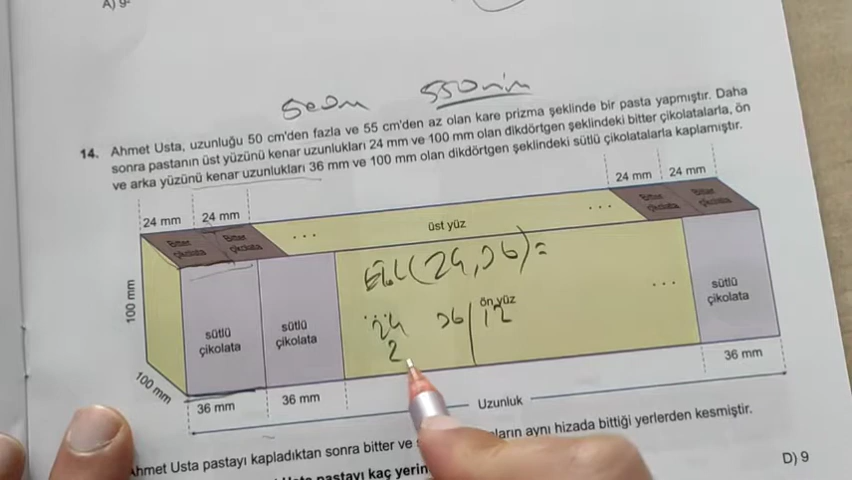 A) 9
500m 550mm
14. Ahmet Usta, uzunluğu 50 cm'den fazla ve 55 cm'den az olan kare prizma şeklinde bir pasta yapmıştır. Daha
sonra pastanın üst yüzünü kenar uzunlukları 24 mm ve 100 mm olan dikdörtgen şeklindeki bitter çikolatalarla, ön
ve arka yüzünü kenar uzunlukları 36 mm ve 100 mm olan dikdörtgen şeklindeki sütlü çikolatalarla kaplamıştır.
24 mm 24 mm
24 mm 24 mm
Bitter çikolata
Bitter çikolata
... üst yüz ...
Bitter çikolata
Bitter çikolata
100 mm
(24,36)=
24 36 12
2
ön yüz
sütlü çikolata
sütlü çikolata
...
sütlü çikolata
100 mm
36 mm 36 mm
36 mm
Uzunluk
Ahmet Usta pastayı kapladıktan sonra bitter ve ların aynı hizada bittiği yerlerden kesmiştir.
pastayı kaç yerin
D) 9